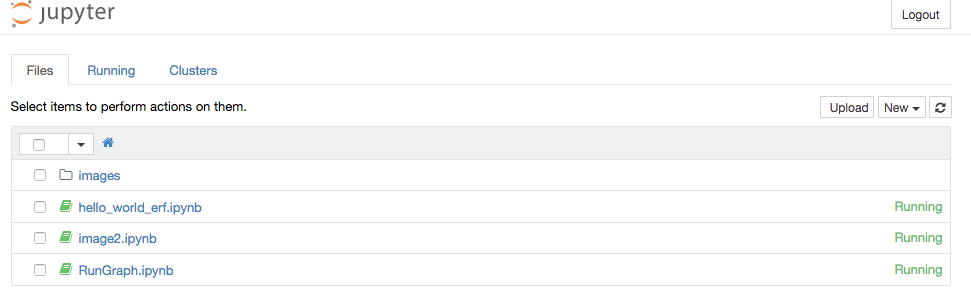 jupyter
Logout
Files Running Clusters
Select items to perform actions on them.
Upload New
images
hello_world_erf.ipynb Running
image2.ipynb Running
RunGraph.ipynb Running